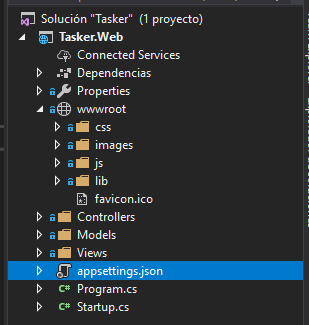 Solución "Tasker" (1 proyecto)
Tasker.Web
Connected Services
Dependencias
Properties
wwwroot
css
images
js
lib
favicon.ico
Controllers
Models
Views
appsettings.json
C# Program.cs
C# Startup.cs